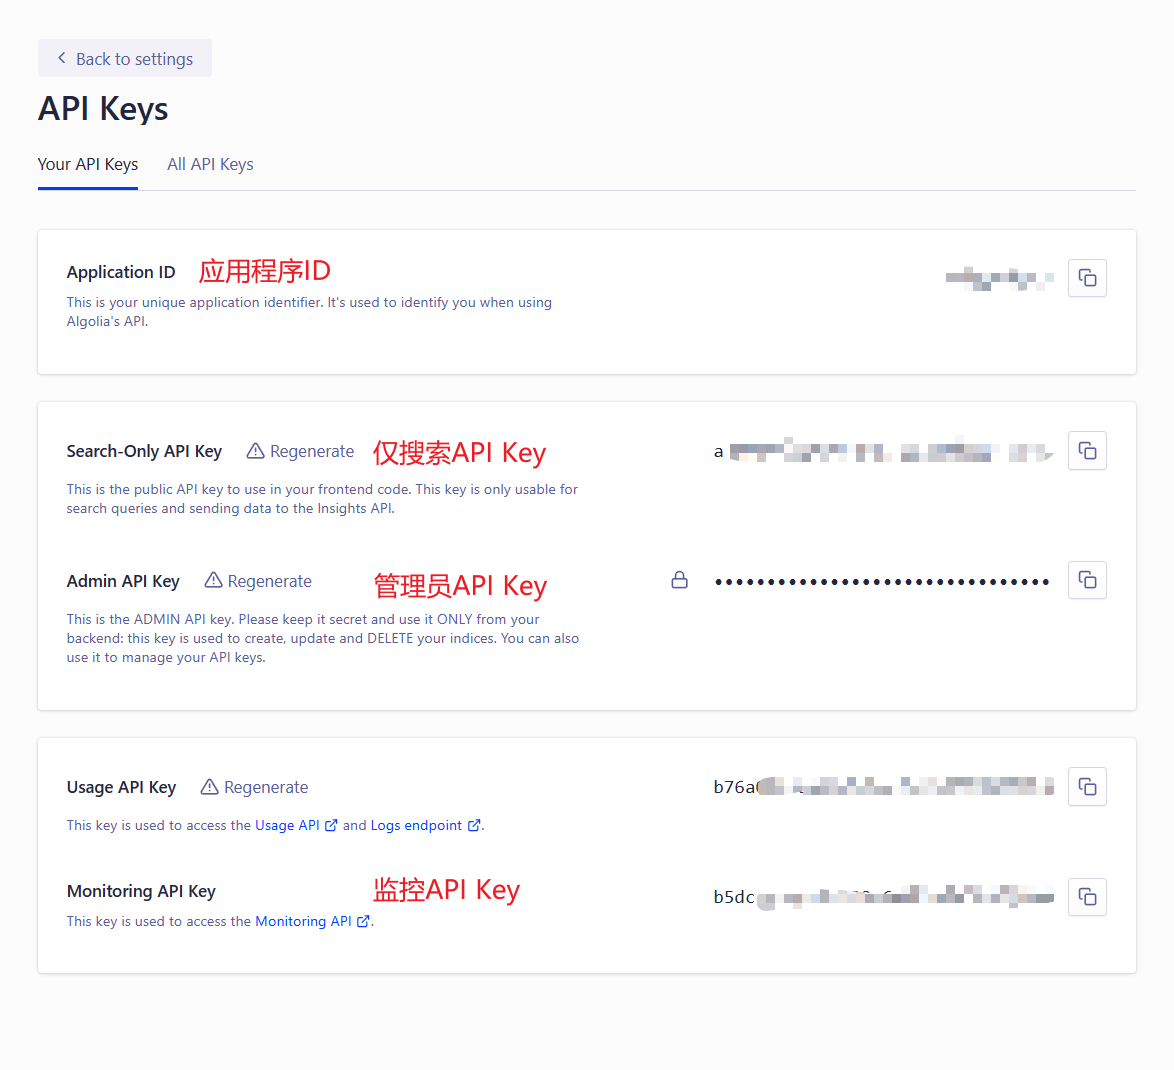 Back to settings
API Keys
Your API Keys All API Keys
Application ID 应用程序ID
This is your unique application identifier. It's used to identify you when using
Algolia's API.
Search-Only API Key Regenerate 仅搜索API Key
a
This is the public API key to use in your frontend code. This key is only usable for
search queries and sending data to the Insights API.
Admin API Key Regenerate 管理员API Key
••••••••••••••••••••••••••••••••
This is the ADMIN API key. Please keep it secret and use it ONLY from your
backend: this key is used to create, update and DELETE your indices. You can also
use it to manage your API keys.
Usage API Key Regenerate
b76a
This key is used to access the Usage API and Logs endpoint.
Monitoring API Key 监控API Key
b5dc
This key is used to access the Monitoring API.